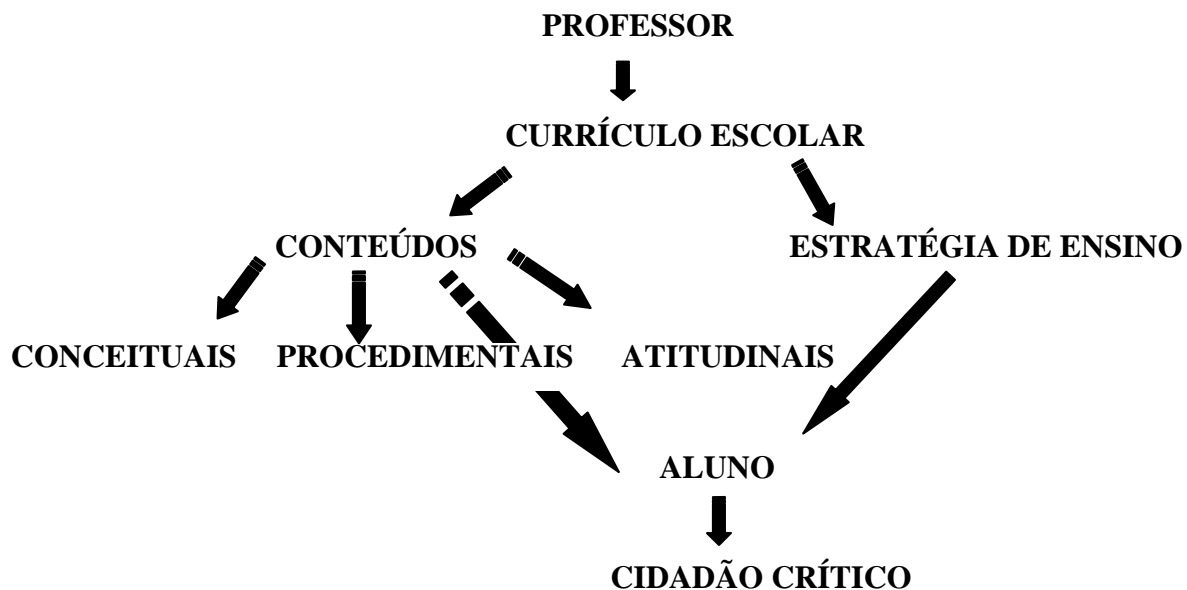 PROFESSOR
CURRÍCULO ESCOLAR
CONTEÚDOS ESTRATÉGIA DE ENSINO
CONCEITUAIS PROCEDIMENTAIS ATITUDINAIS
ALUNO
CIDADÃO CRÍTICO